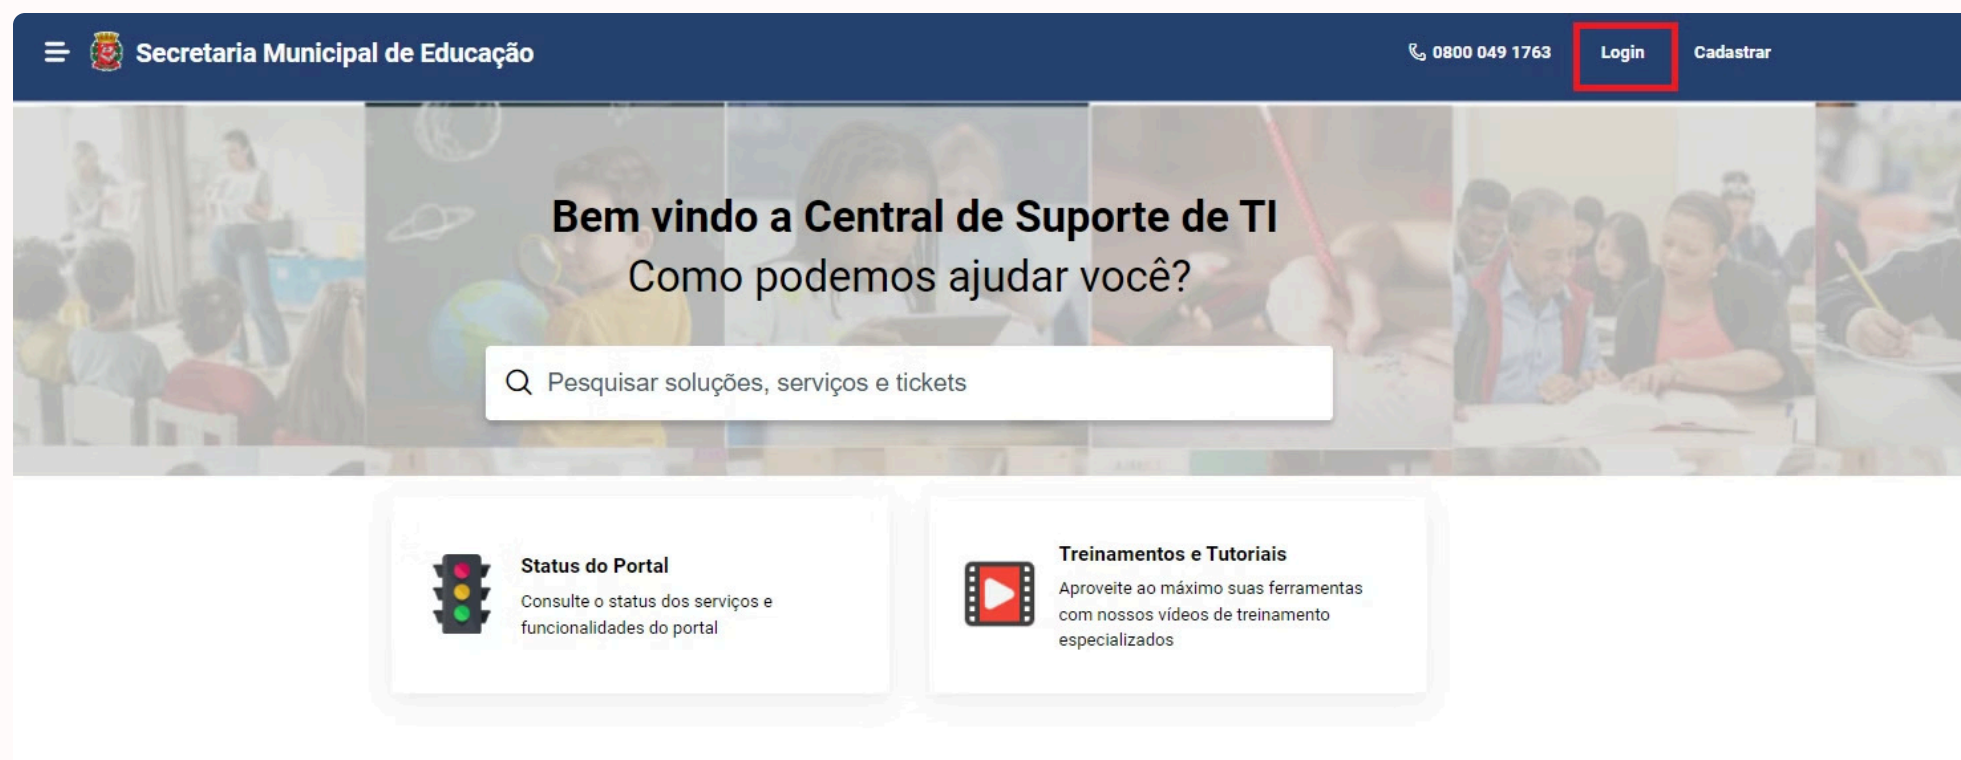 Secretaria Municipal de Educação
0800 049 1763
Login
Cadastrar
Bem vindo a Central de Suporte de TI
Como podemos ajudar você?
Pesquisar soluções, serviços e tickets
Status do Portal
Consulte o status dos serviços e
funcionalidades do portal
Treinamentos e Tutoriais
Aproveite ao máximo suas ferramentas
com nossos vídeos de treinamento
especializados